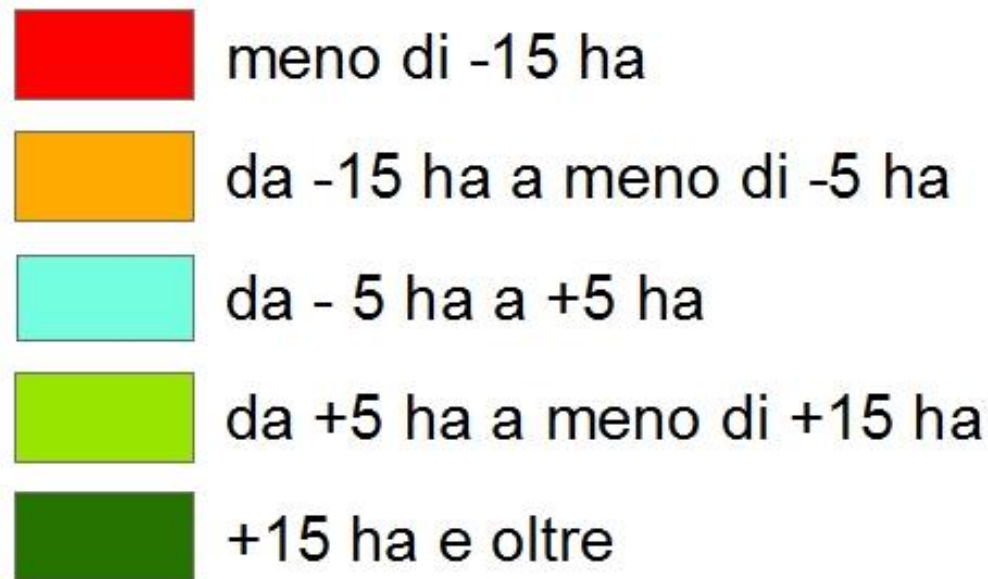 meno di -15 ha
da -15 ha a meno di -5 ha
da - 5 ha a +5 ha
da +5 ha a meno di +15 ha
+15 ha e oltre